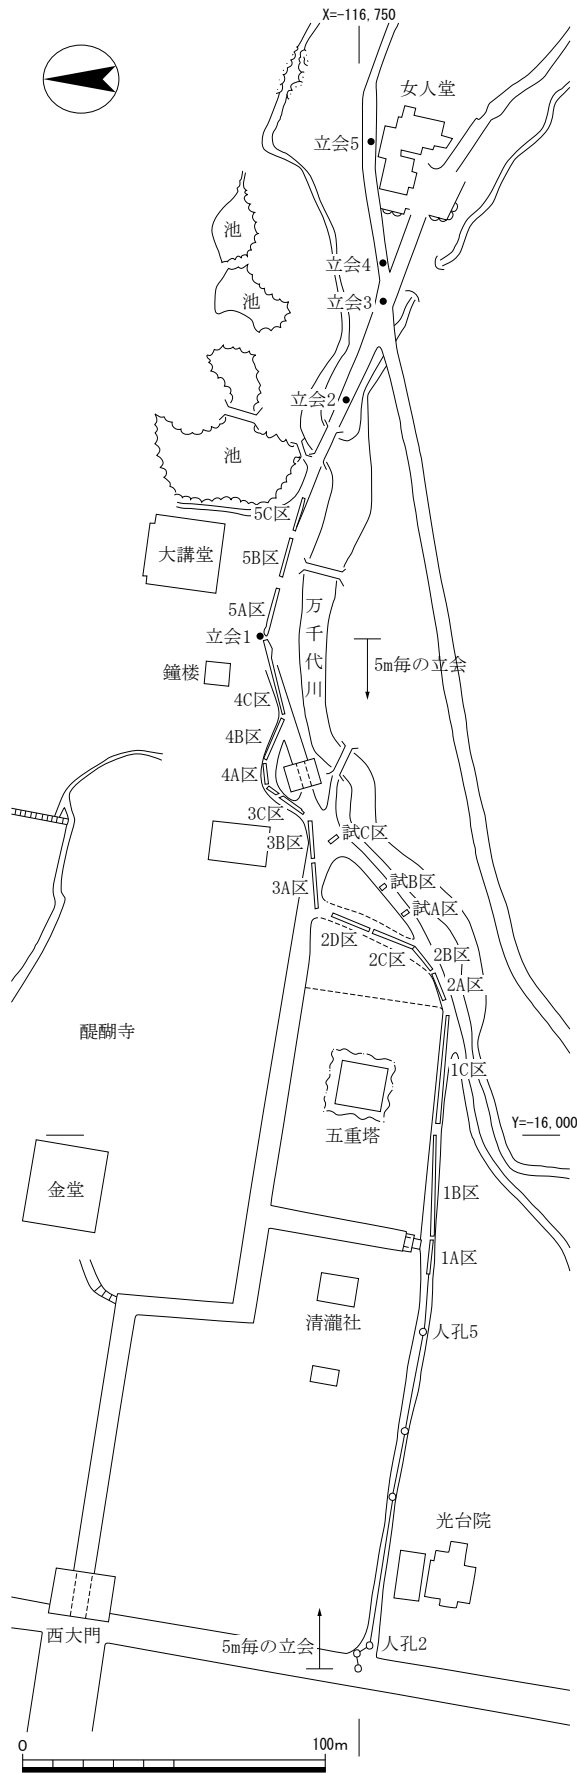 X=-116,750
女人堂
立会5
池
立会4
池
立会3
立会2
池
5C区
大講堂
5B区
5A区
万千代川
立会1
5m毎の立会
鐘楼
4C区
4B区
4A区
3C区
試C区
3B区
試B区
3A区
試A区
2D区
2C区
2B区
2A区
醍醐寺
1C区
Y=-16,000
五重塔
金堂
1B区
1A区
清瀧社
人孔5
光台院
西大門
5m毎の立会
人孔2
0
100m